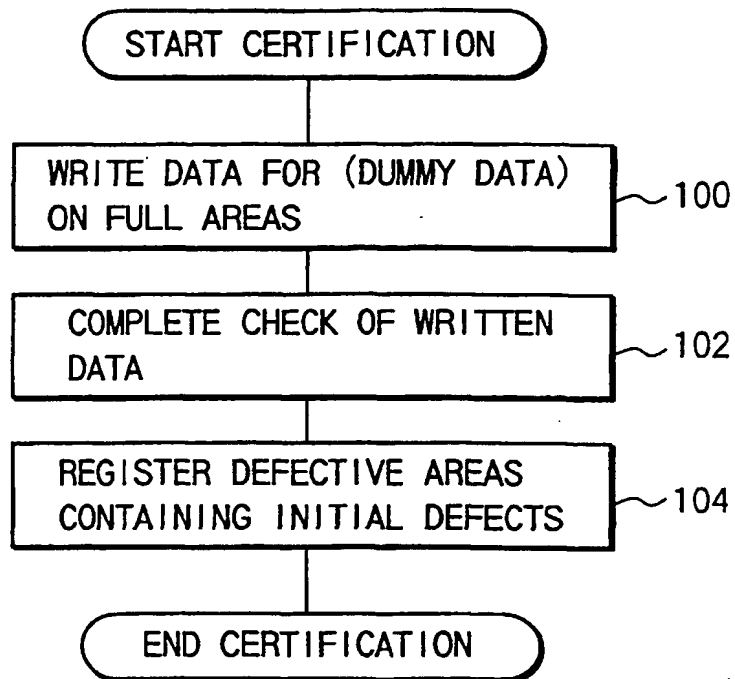 START CERTIFICATION
WRITE DATA FOR (DUMMY DATA)
ON FULL AREAS
100
COMPLETE CHECK OF WRITTEN
DATA
102
REGISTER DEFECTIVE AREAS
CONTAINING INITIAL DEFECTS
104
END CERTIFICATION